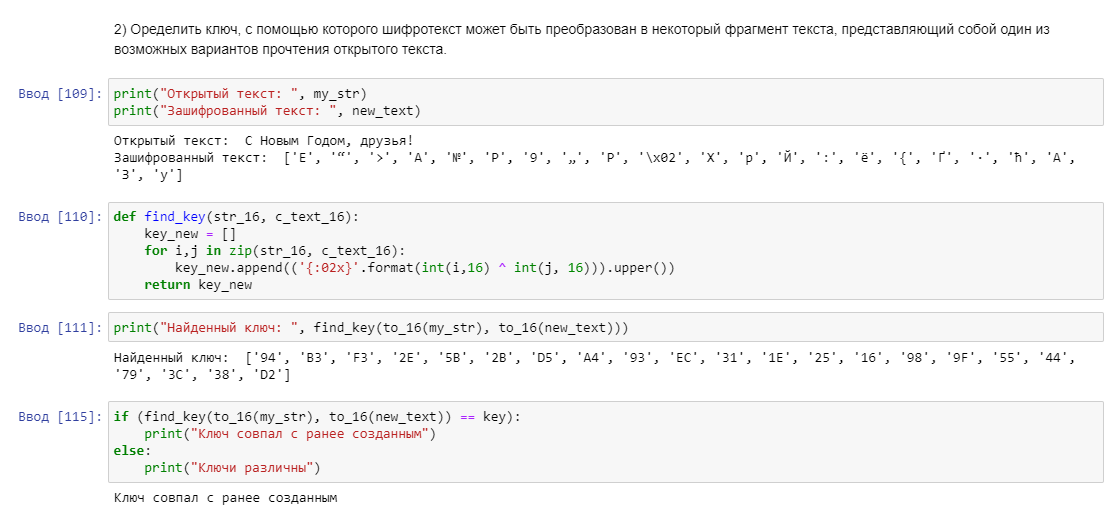 2) Оределить ключ, с помощью которого шифротекст может быть преобразован в некоторый фрагмент текста, представляющий собой один из
возможных вариантов прочтения открытого текста.
Ввод [109]: print("Открытый текст: ", my_str)
print("Зашифрованный текст: ", new_text)
Открытый текст:  С Новым Годом, друзья!
Зашифрованный текст:  ['Е', '“', '>', 'А', '№', 'Р', '9', '„', 'Р', '\x02', 'Х', 'р', 'Й', ':', 'ё', '{', 'Ґ', '·', 'ћ', 'А',
'З', 'у']
Ввод [110]: def find_key(str_16, c_text_16):
    key_new = []
    for i,j in zip(str_16, c_text_16):
        key_new.append(('{:02x}'.format(int(i,16) ^ int(j, 16))).upper())
    return key_new
Ввод [111]: print("Найденный ключ: ", find_key(to_16(my_str), to_16(new_text)))
Найденный ключ:  ['94', 'B3', 'F3', '2E', '5B', '2B', 'D5', 'A4', '93', 'EC', '31', '1E', '25', '16', '98', '9F', '55', '44',
'79', '3C', '38', 'D2']
Ввод [115]: if (find_key(to_16(my_str), to_16(new_text)) == key):
    print("Ключ совпал с ранее созданным")
else:
    print("Ключи различны")
Ключ совпал с ранее созданным